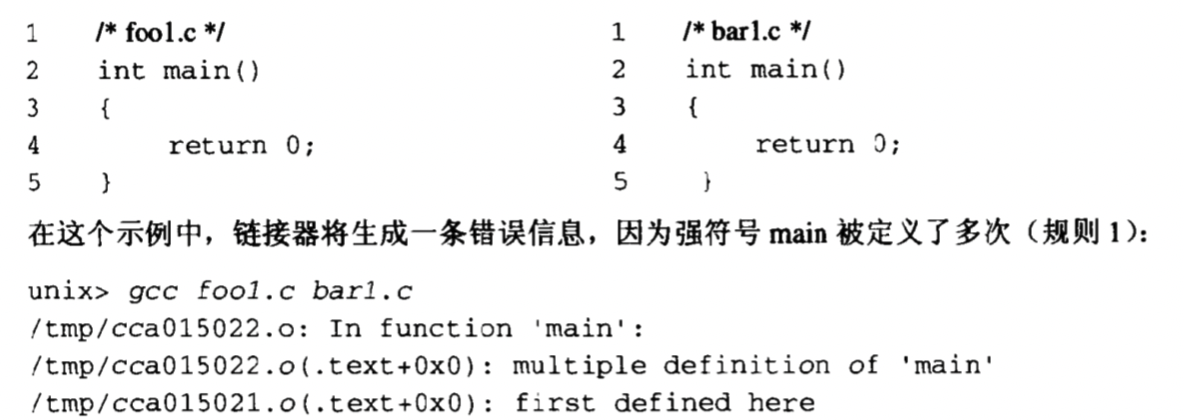 1 /* foo1.c */ 1 /* bar1.c */
2 int main() 2 int main()
3 { 3 {
4 return 0; 4 return 0;
5 } 5 }
在这个示例中，链接器将生成一条错误信息，因为强符号 main 被定义了多次（规则 1）：
unix> gcc foo1.c bar1.c
/tmp/cca015022.o: In function 'main':
/tmp/cca015022.o(.text+0x0): multiple definition of 'main'
/tmp/cca015021.o(.text+0x0): first defined here